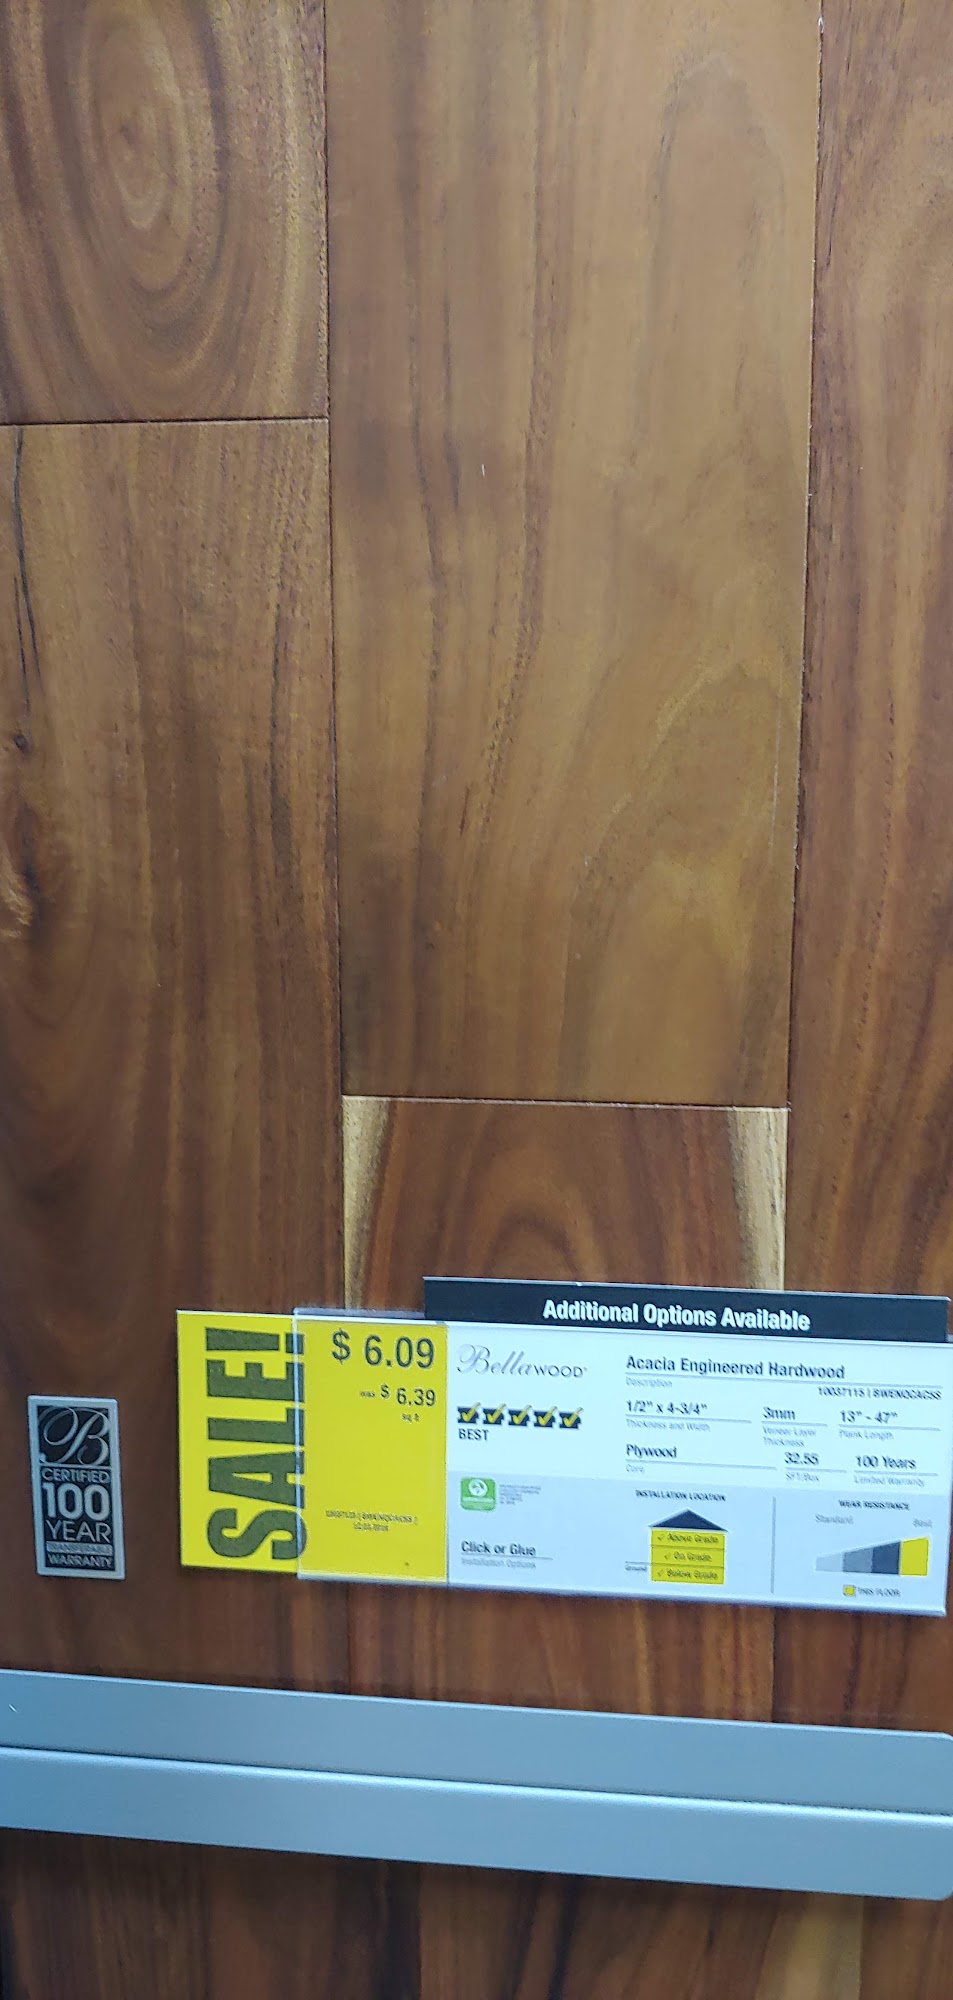 Additional Options Available
SALE!
$ 6.09
was $ 6.39
sq ft
BellaWOOD
BEST
Acacia Engineered Hardwood
Description
10037115 | BWENQCACSS
1/2" x 4-3/4"
Thickness and Width
3mm
Veneer Layer
Thickness
13" - 47"
Plank Length
Plywood
Core
32.55
SFT/Box
100 Years
Limited Warranty
Click or Glue
Installation Options
INSTALLATION LOCATION
✓ Above Grade
✓ On Grade
Ground
✓ Below Grade
WEAR RESISTANCE
Standard
Best
THIS FLOOR
B
CERTIFIED
100
YEAR
TRANSFERABLE
WARRANTY